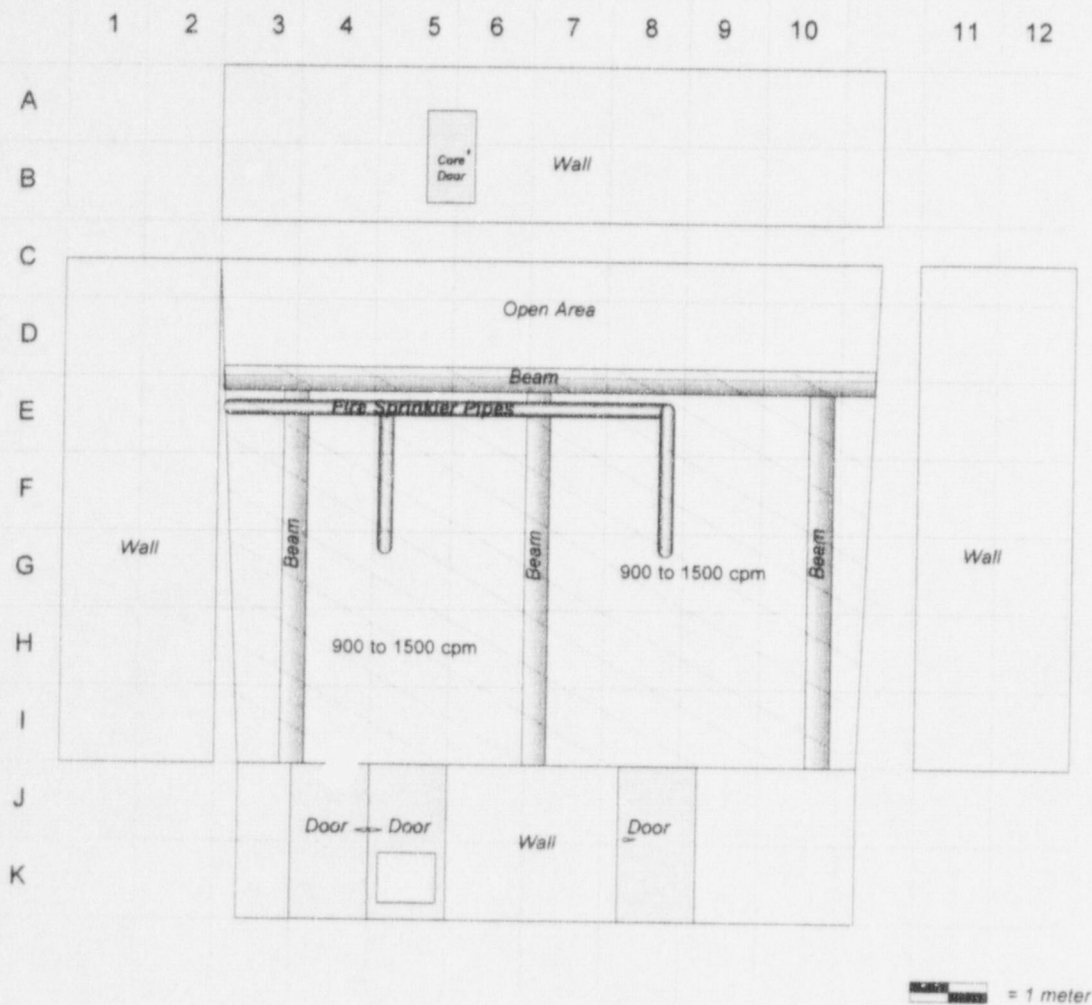 1 2 3 4 5 6 7 8 9 10 11 12
A
Core
Door
B
Wall
C
Open Area
D
Beam
E
Fire Sprinkler Pipes
F
Wall
Beam
Beam
Beam
Wall
G
900 to 1500 cpm
H
900 to 1500 cpm
I
J
Door
Door
Wall
Door
K
= 1 meter